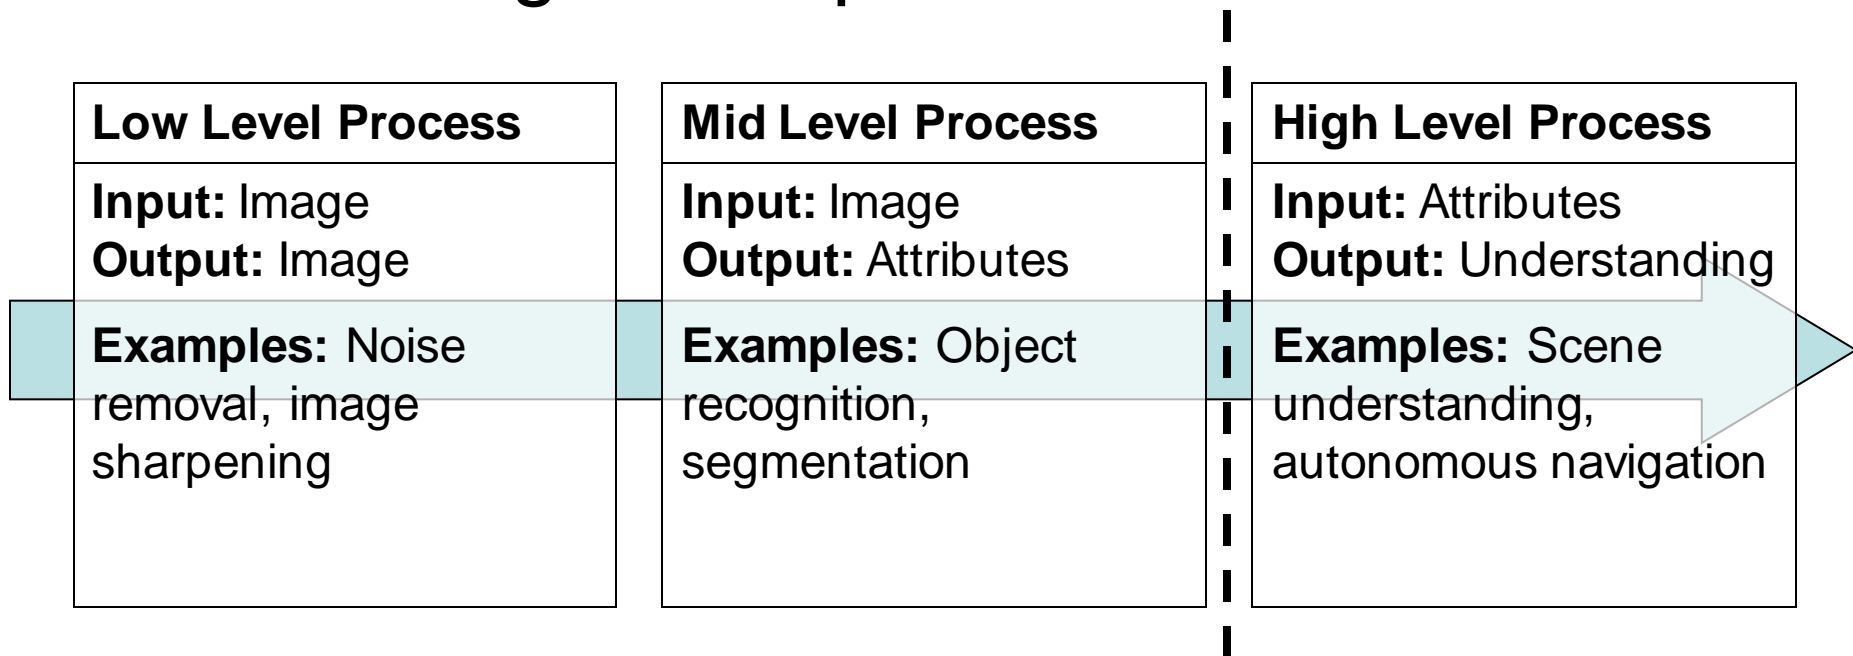 Low Level Process
Input: Image
Output: Image
Examples: Noise
removal, image
sharpening
Mid Level Process
Input: Image
Output: Attributes
Examples: Object
recognition,
segmentation
High Level Process
Input: Attributes
Output: Understanding
Examples: Scene
understanding,
autonomous navigation